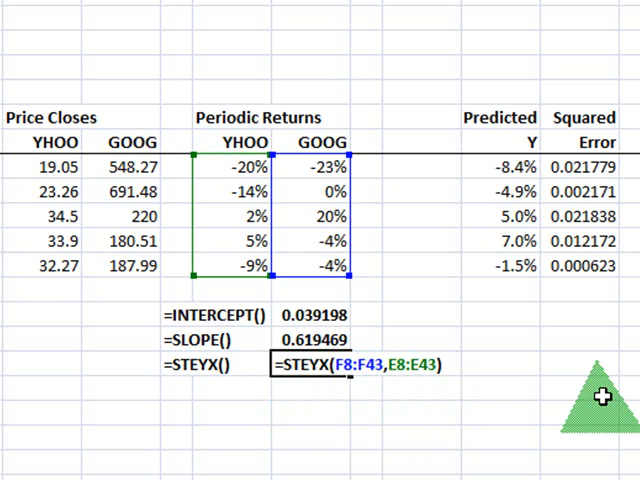 Price Closes Periodic Returns Predicted Squared
YHOO GOOG YHOO GOOG Y Error
19.05 548.27 -20% -23% -8.4% 0.021779
23.26 691.48 -14% 0% -4.9% 0.002171
34.5 220 2% 20% 5.0% 0.021838
33.9 180.51 5% -4% 7.0% 0.012172
32.27 187.99 -9% -4% -1.5% 0.000623
=INTERCEPT() 0.039198
=SLOPE() 0.619469
=STEYX() =STEYX(F8:F43,E8:E43)